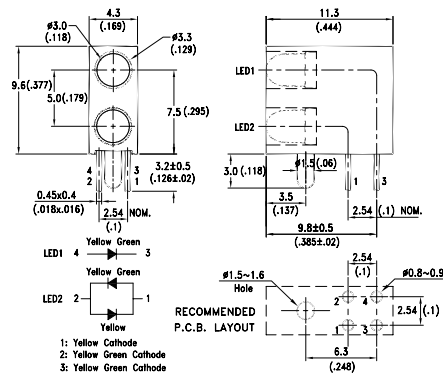 4.3
(.169)
11.3
(.444)
ø3.0
(.118)
ø3.3
(.129)
9.6(.377)
5.0(.179)
7.5(.295)
LED1
LED2
4
2
3
1
3.2±0.5
(.126±.02)
0.45x0.4
(.018x.016)
2.54 NOM.
(.1)
3.0(.118)
ø1.5(.06)
3.5
(.137)
2.54 (.1) NOM.
9.8±0.5
(.385±.02)
Yellow Green
LED1 4 3
Yellow Green
LED2 2 1
Yellow
1: Yellow Cathode
2: Yellow Green Cathode
3: Yellow Green Cathode
2.54
(.1)
ø1.5~1.6
Hole
ø0.8~0.9
2 4
2.54(.1)
RECOMMENDED
P.C.B. LAYOUT
1 3
6.3
(.248)